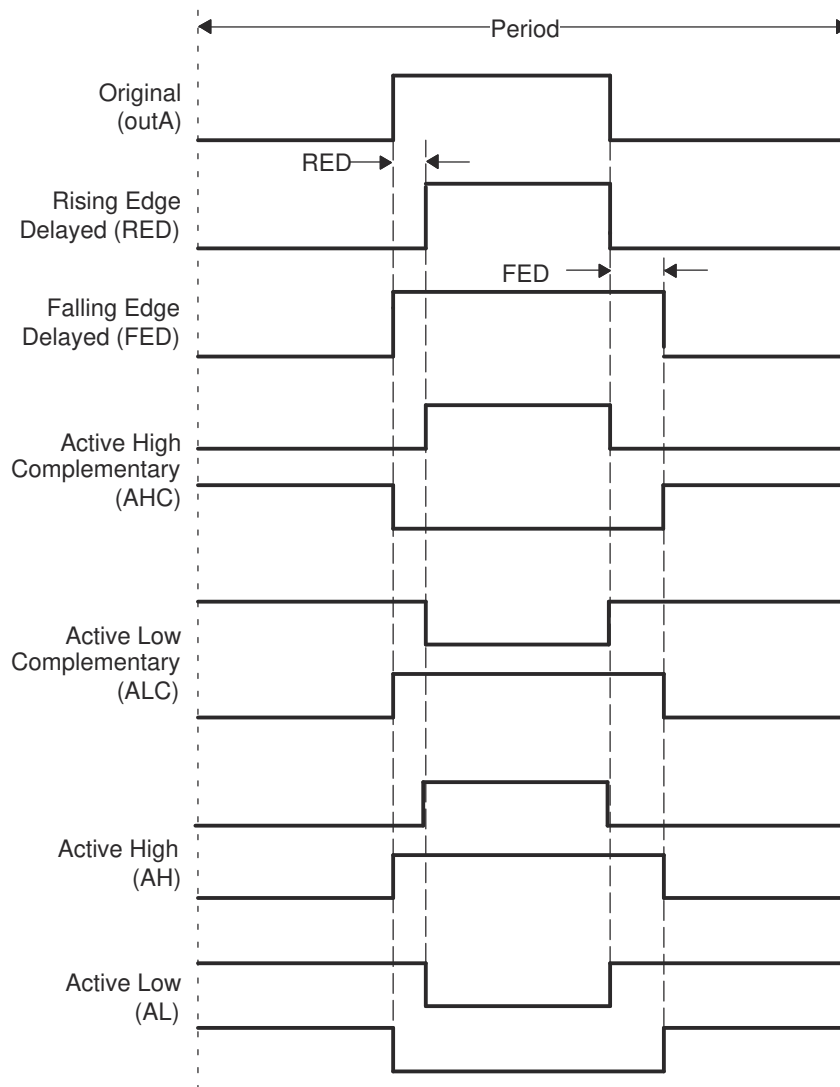 Period
Original
(outA)
RED
Rising Edge
Delayed (RED)
FED
Falling Edge
Delayed (FED)
Active High
Complementary
(AHC)
Active Low
Complementary
(ALC)
Active High
(AH)
Active Low
(AL)